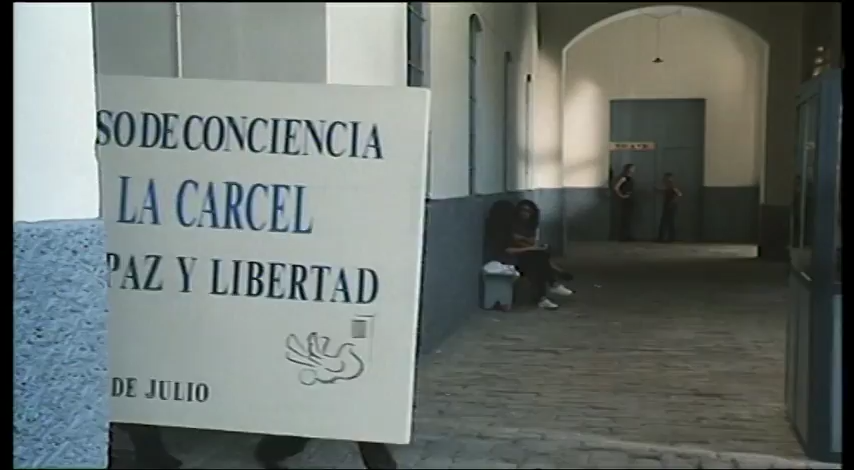 SO DE CONCIENCIA
LA CARCEL
PAZ Y LIBERTAD
DE JULIO